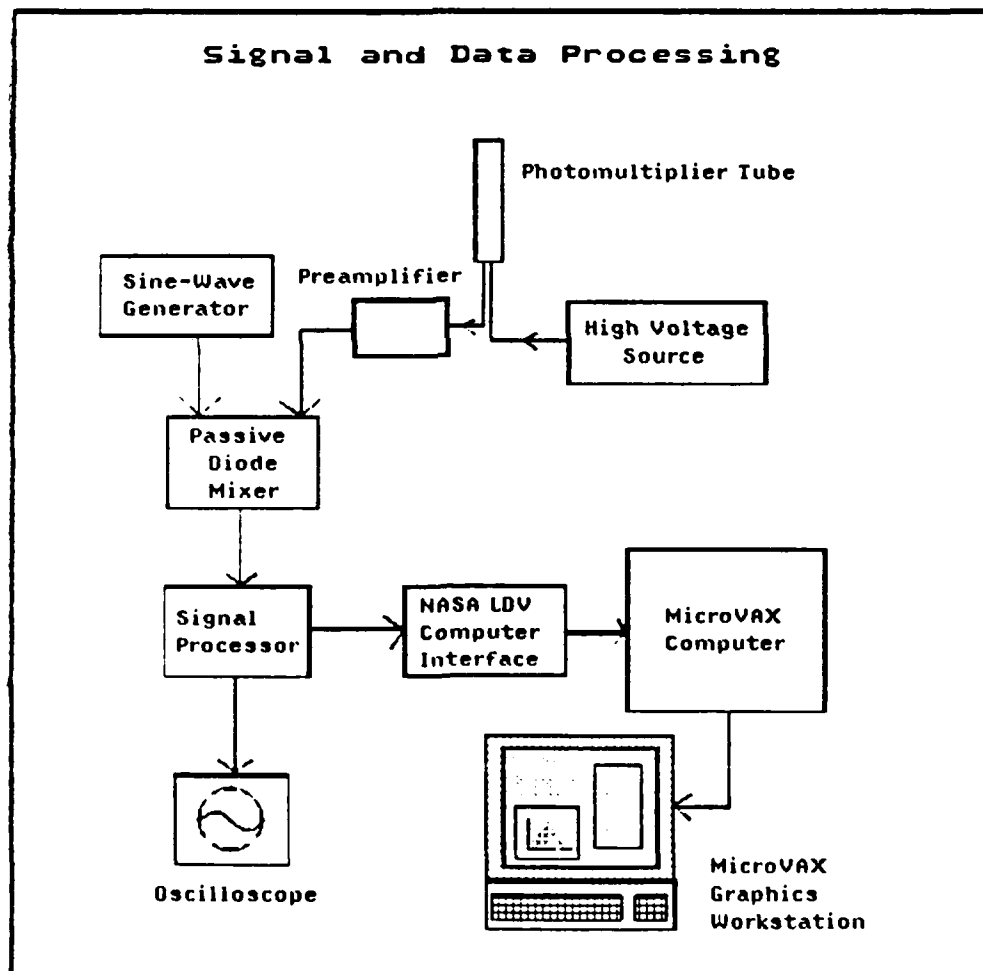 Signal and Data Processing
Photomultiplier Tube
Sine-Wave
Generator
Preamplifier
High Voltage
Source
Passive
Diode
Mixer
Signal
Processor
NASA LDV
Computer
Interface
MicroVAX
Computer
Oscilloscope
MicroVAX
Graphics
Workstation